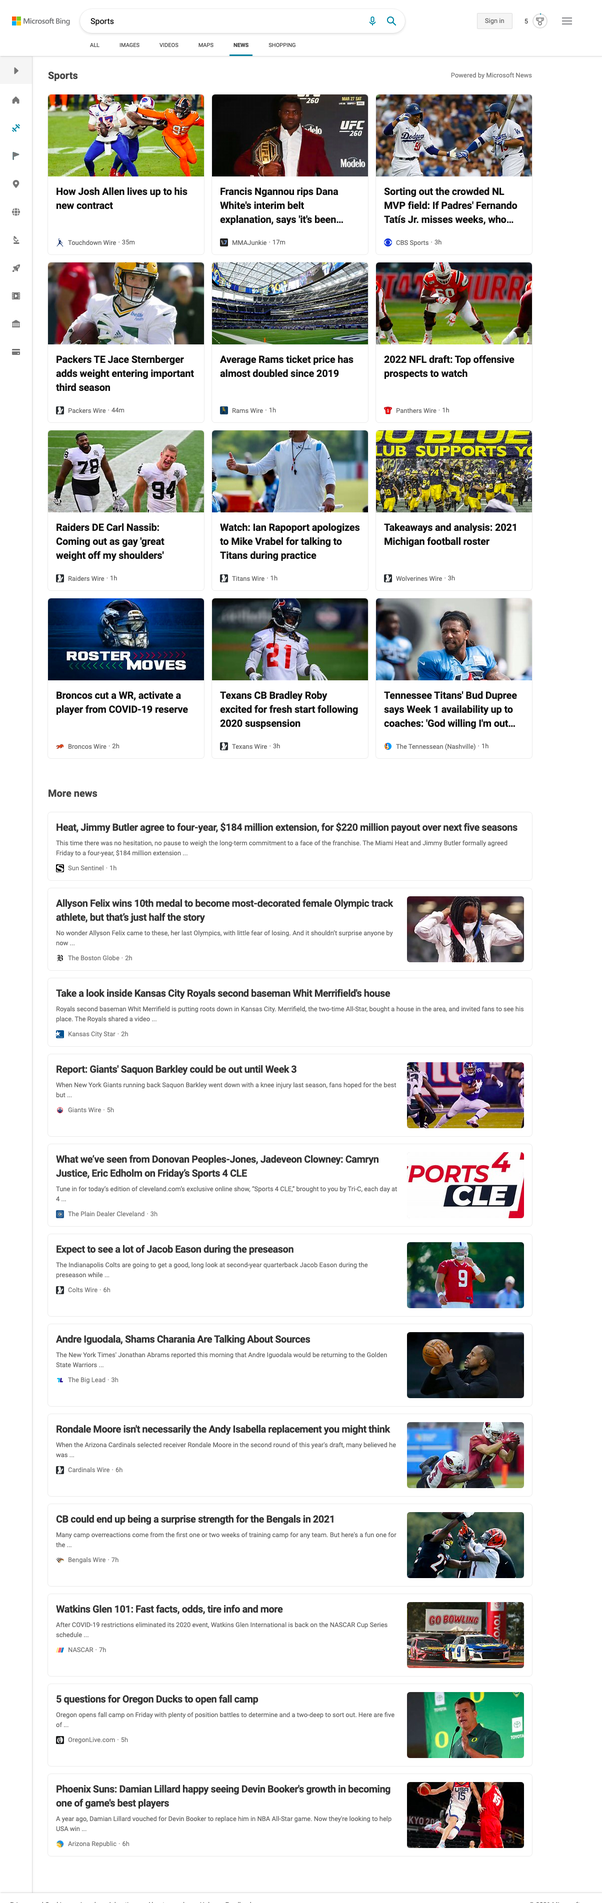 Microsoft Bing
Sports
Sign in
5
ALL
IMAGES
VIDEOS
MAPS
NEWS
SHOPPING
Sports
Powered by Microsoft News
MAR 27 SAT
UFC
260
260
Modelo
How Josh Allen lives up to his
new contract
Touchdown Wire · 35m
Francis Ngannou rips Dana
White's interim belt
explanation, says 'it's been...
MMAJunkie · 17m
Sorting out the crowded NL
MVP field: If Padres' Fernando
Tatís Jr. misses weeks, who...
CBS Sports · 3h
Packers TE Jace Sternberger
adds weight entering important
third season
Packers Wire · 44m
Average Rams ticket price has
almost doubled since 2019
Rams Wire · 1h
2022 NFL draft: Top offensive
prospects to watch
Panthers Wire · 1h
78
94
LUB SUPPORTS YO
Raiders DE Carl Nassib:
Coming out as gay 'great
weight off my shoulders'
Raiders Wire · 1h
Watch: Ian Rapoport apologizes
to Mike Vrabel for talking to
Titans during practice
Titans Wire · 1h
Takeaways and analysis: 2021
Michigan football roster
Wolverines Wire · 3h
ROSTER
MOVES
21
Broncos cut a WR, activate a
player from COVID-19 reserve
Broncos Wire · 2h
Texans CB Bradley Roby
excited for fresh start following
2020 suspsension
Texans Wire · 3h
Tennessee Titans' Bud Dupree
says Week 1 availability up to
coaches: 'God willing I'm out...
The Tennessean (Nashville) · 1h
More news
Heat, Jimmy Butler agree to four-year, $184 million extension, for $220 million payout over next five seasons
This time there was no hesitation, no pause to weigh the long-term commitment to a face of the franchise. The Miami Heat and Jimmy Butler formally agreed
Friday to a four-year, $184 million extension ...
Sun Sentinel · 1h
Allyson Felix wins 10th medal to become most-decorated female Olympic track
athlete, but that's just half the story
No wonder Allyson Felix came to these, her last Olympics, with little fear of losing. And it shouldn't surprise anyone by
now ...
The Boston Globe · 2h
Take a look inside Kansas City Royals second baseman Whit Merrifield's house
Royals second baseman Whit Merrifield is putting roots down in Kansas City. Merrifield, the two-time All-Star, bought a house in the area, and invited fans to see his
place. The Royals shared a video ...
Kansas City Star · 2h
Report: Giants' Saquon Barkley could be out until Week 3
When New York Giants running back Saquon Barkley went down with a knee injury last season, fans hoped for the best
but ...
Giants Wire · 5h
What we've seen from Donovan Peoples-Jones, Jadeveon Clowney: Camryn
Justice, Eric Edholm on Friday's Sports 4 CLE
Tune in for today's edition of cleveland.com's exclusive online show, "Sports 4 CLE," brought to you by Tri-C, each day at
4 ...
The Plain Dealer Cleveland · 3h
PORTS 4
CLE
Expect to see a lot of Jacob Eason during the preseason
The Indianapolis Colts are going to get a good, long look at second-year quarterback Jacob Eason during the
preseason while ...
Colts Wire · 6h
9
Andre Iguodala, Shams Charania Are Talking About Sources
The New York Times' Jonathan Abrams reported this morning that Andre Iguodala would be returning to the Golden
State Warriors ...
The Big Lead · 3h
Rondale Moore isn't necessarily the Andy Isabella replacement you might think
When the Arizona Cardinals selected receiver Rondale Moore in the second round of this year's draft, many believed he
was ...
Cardinals Wire · 6h
CB could end up being a surprise strength for the Bengals in 2021
Many camp overreactions come from the first one or two weeks of training camp for any team. But here's a fun one for
the ...
Bengals Wire · 7h
Watkins Glen 101: Fast facts, odds, tire info and more
After COVID-19 restrictions eliminated its 2020 event, Watkins Glen International is back on the NASCAR Cup Series
schedule ...
NASCAR · 7h
GO BOWLING
5 questions for Oregon Ducks to open fall camp
Oregon opens fall camp on Friday with plenty of position battles to determine and a two-deep to sort out. Here are five
of ...
OregonLive.com · 5h
Phoenix Suns: Damian Lillard happy seeing Devin Booker's growth in becoming
one of game's best players
A year ago, Damian Lillard vouched for Devin Booker to replace him in NBA All-Star game. Now they're looking to help
USA win ...
Arizona Republic · 6h
USA
15